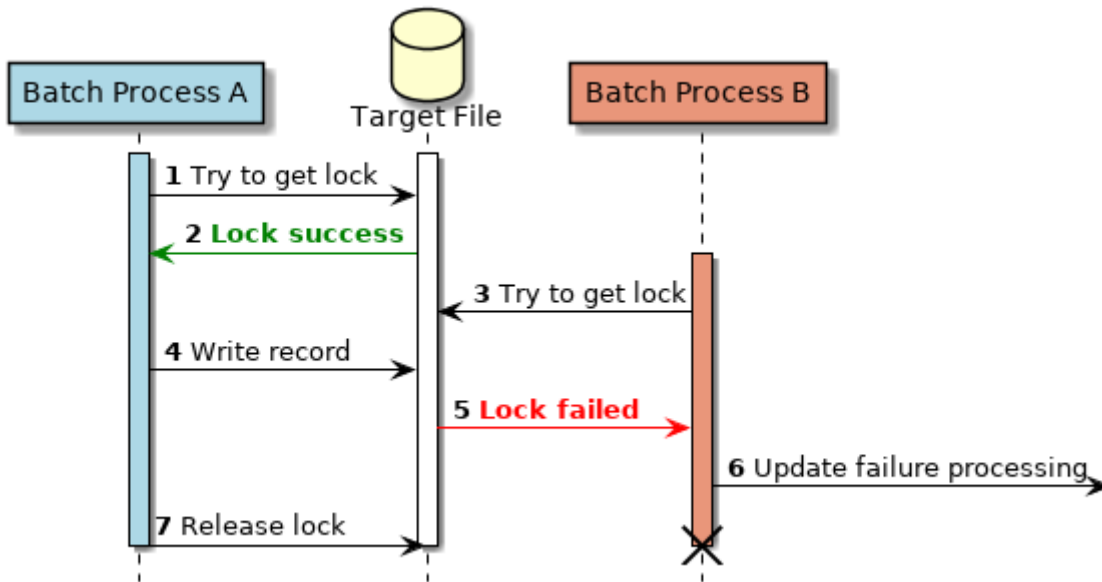 Batch Process A
Target File
Batch Process B
1 Try to get lock
2 Lock success
3 Try to get lock
4 Write record
5 Lock failed
6 Update failure processing
7 Release lock